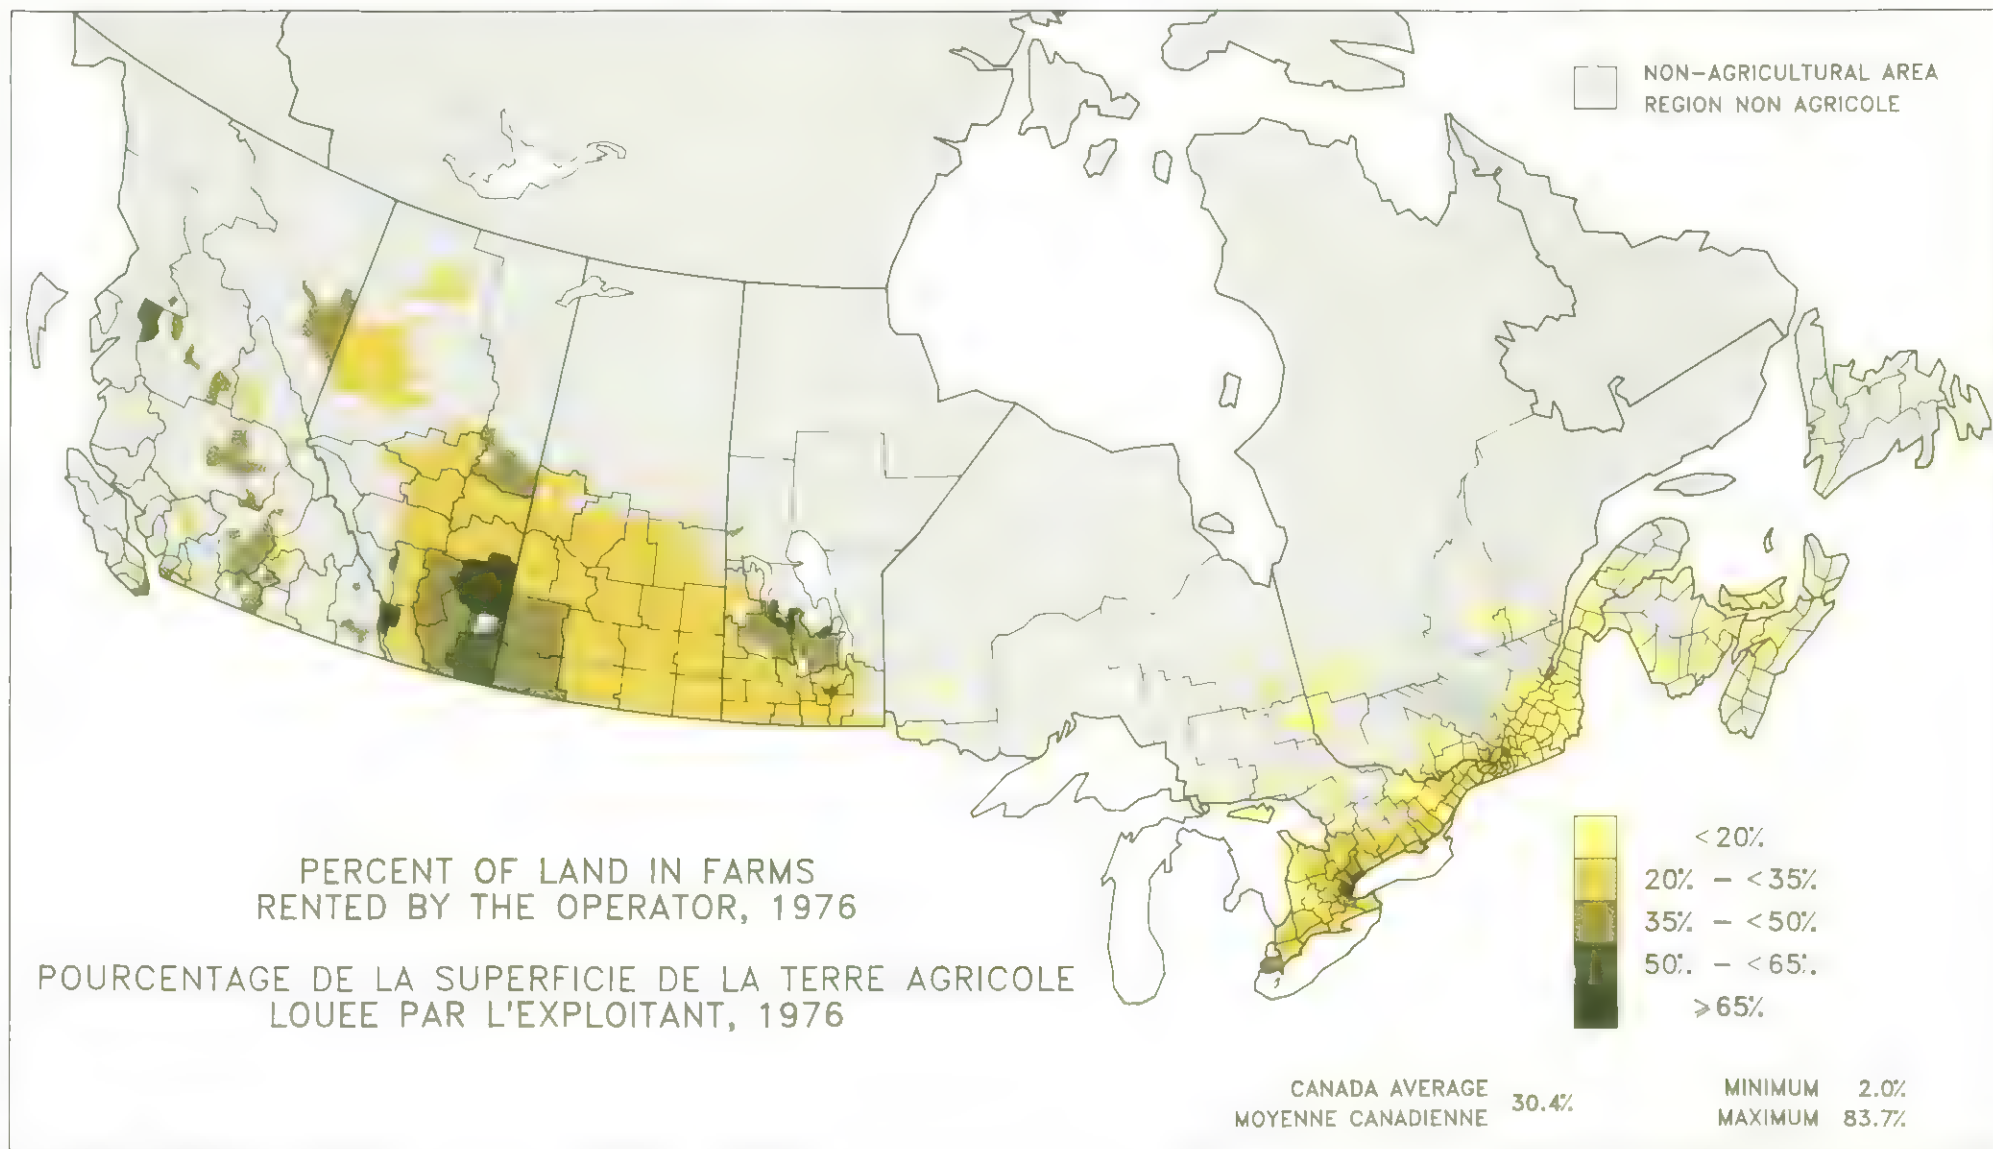 NON-AGRICULTURAL AREA
REGION NON AGRICOLE
PERCENT OF LAND IN FARMS
RENTED BY THE OPERATOR, 1976
POURCENTAGE DE LA SUPERFICIE DE LA TERRE AGRICOLE
LOUEE PAR L'EXPLOITANT, 1976
<20%
20% - <35%
35% - <50%
50% - <65%
⩾65%
CANADA AVERAGE
MOYENNE CANADIENNE
30.4%
MINIMUM 2.0%
MAXIMUM 83.7%